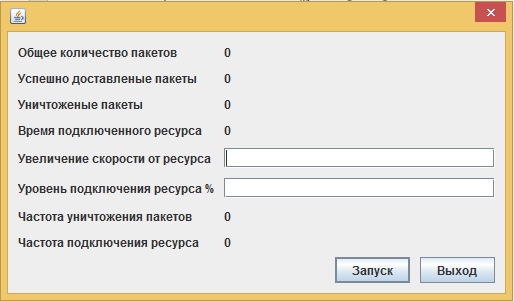 Общее количество пакетов 0
Успешно доставленые пакеты 0
Уничтоженые пакеты 0
Время подключенного ресурса 0
Увеличение скорости от ресурса
Уровень подключения ресурса %
Частота уничтожения пакетов 0
Частота подключения ресурса 0
Запуск Выход